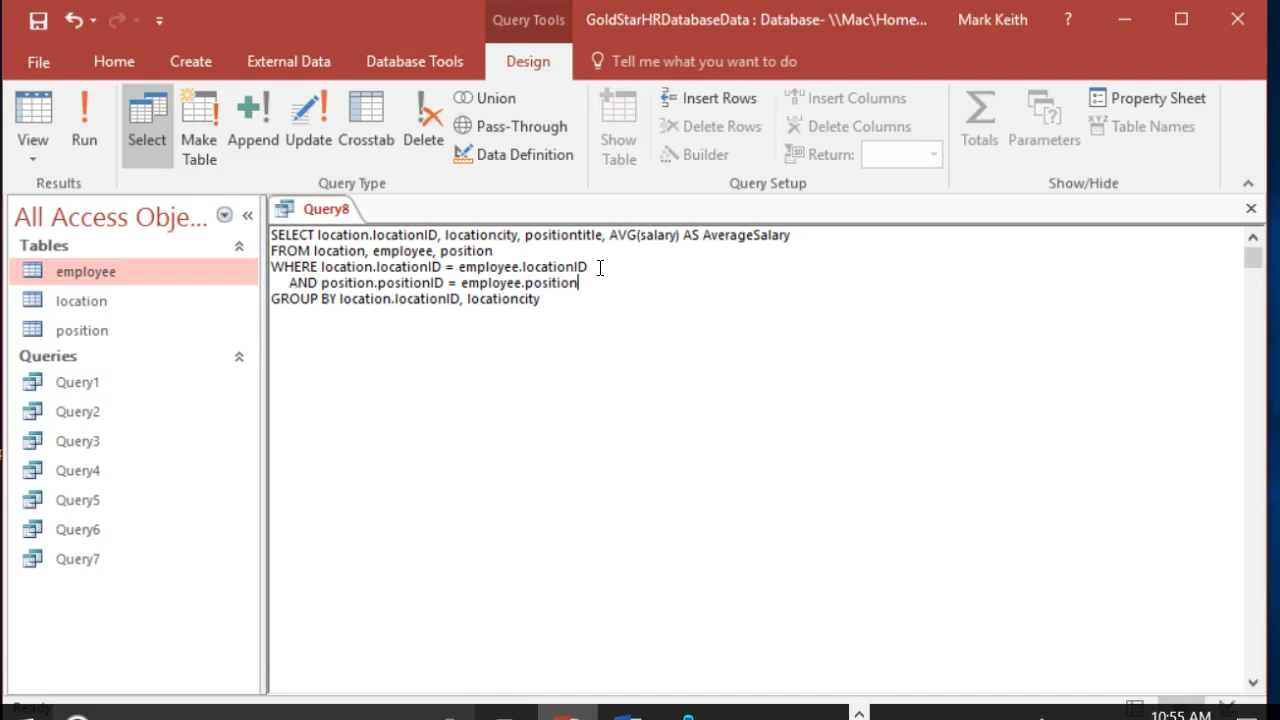 Query Tools
GoldStarHRDatabaseData : Database- \\Mac\Home...
Mark Keith
?
File
Home
Create
External Data
Database Tools
Design
Tell me what you want to do
View
Run
Results
Select
Make Table
Append
Update
Crosstab
Delete
Union
Pass-Through
Data Definition
Query Type
Show Table
Insert Rows
Delete Rows
Builder
Insert Columns
Delete Columns
Return:
Query Setup
Totals
Parameters
Property Sheet
Table Names
Show/Hide
All Access Obje...
Tables
employee
location
position
Queries
Query1
Query2
Query3
Query4
Query5
Query6
Query7
Query8
SELECT location.locationID, locationcity, positiontitle, AVG(salary) AS AverageSalary
FROM location, employee, position
WHERE location.locationID = employee.locationID
AND position.positionID = employee.position
GROUP BY location.locationID, locationcity
Ready
10:55 AM